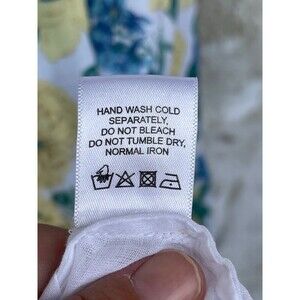 HAND WASH COLD
SEPARATELY,
DO NOT BLEACH
DO NOT TUMBLE DRY,
NORMAL IRON